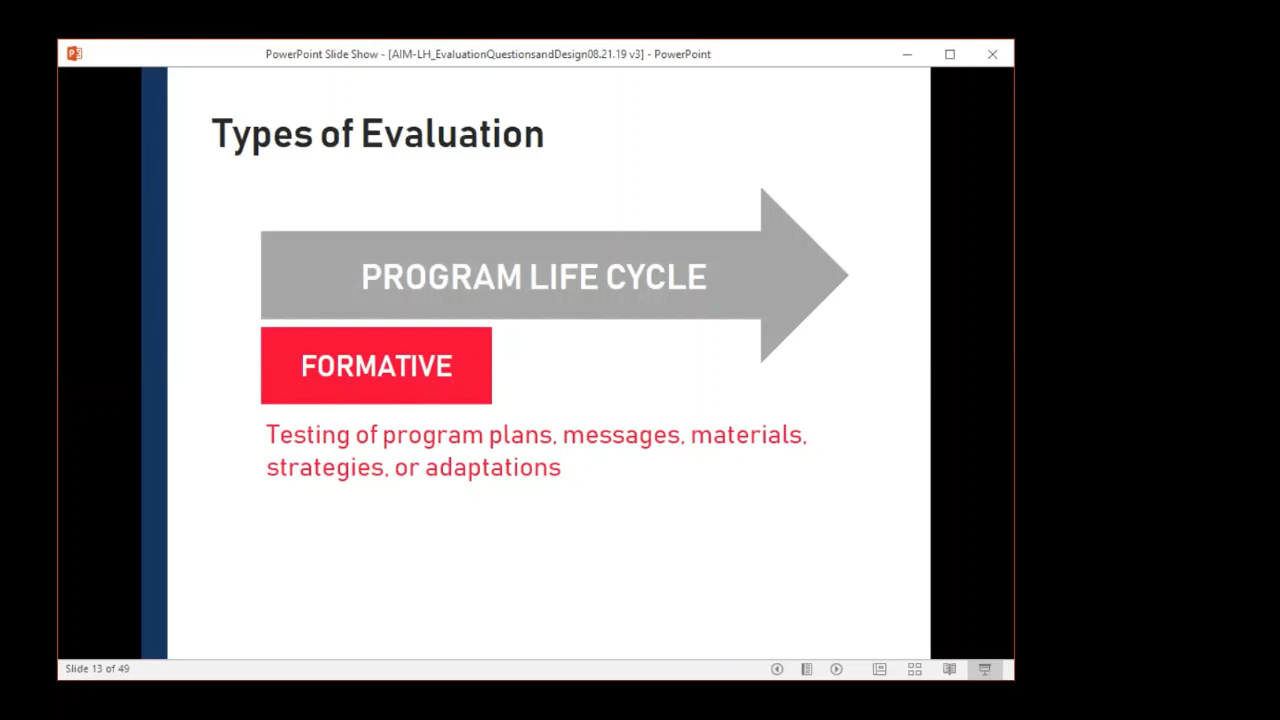 PowerPoint Slide Show - [AIM-LH_EvaluationQuestionsandDesign08.21.19 v3] - PowerPoint
Types of Evaluation
PROGRAM LIFE CYCLE
FORMATIVE
Testing of program plans, messages, materials,
strategies, or adaptations
Slide 13 of 49